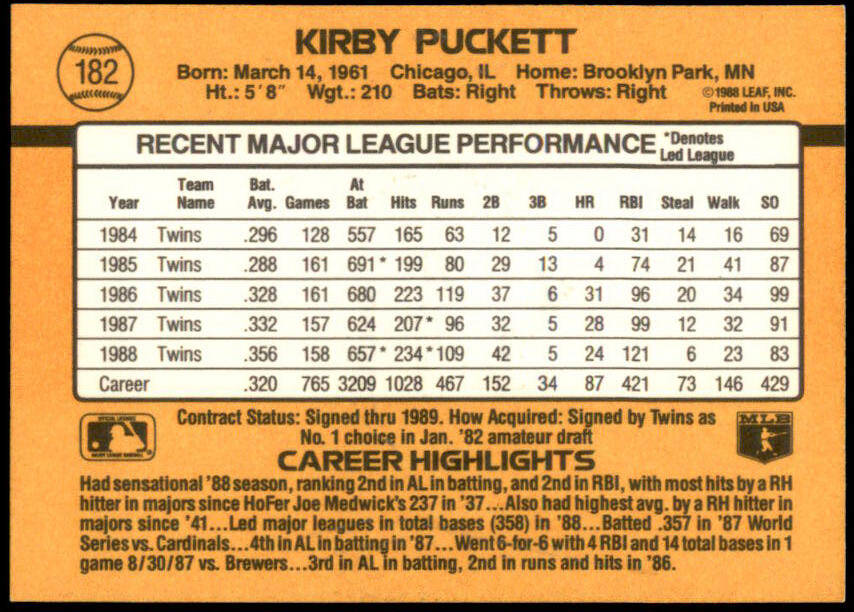 182
KIRBY PUCKETT
Born: March 14, 1961 Chicago, IL Home: Brooklyn Park, MN
Ht.: 5'8" Wgt.: 210 Bats: Right Throws: Right
©1988 LEAF, INC.
Printed in USA
RECENT MAJOR LEAGUE PERFORMANCE *Denotes Led League
Year Team Name Bat. Avg. Games At Bat Hits Runs 2B 3B HR RBI Steal Walk SO
1984 Twins .296 128 557 165 63 12 5 0 31 14 16 69
1985 Twins .288 161 691* 199 80 29 13 4 74 21 41 87
1986 Twins .328 161 680 223 119 37 6 31 96 20 34 99
1987 Twins .332 157 624 207* 96 32 5 28 99 12 32 91
1988 Twins .356 158 657* 234* 109 42 5 24 121 6 23 83
Career .320 765 3209 1028 467 152 34 87 421 73 146 429
Contract Status: Signed thru 1989. How Acquired: Signed by Twins as
No. 1 choice in Jan. '82 amateur draft
MLB
CAREER HIGHLIGHTS
Had sensational '88 season, ranking 2nd in AL in batting, and 2nd in RBI, with most hits by a RH
hitter in majors since HoFer Joe Medwick's 237 in '37...Also had highest avg. by a RH hitter in
majors since '41...Led major leagues in total bases (358) in '88...Batted .357 in '87 World
Series vs. Cardinals...4th in AL in batting in '87...Went 6-for-6 with 4 RBI and 14 total bases in 1
game 8/30/87 vs. Brewers...3rd in AL in batting, 2nd in runs and hits in '86.